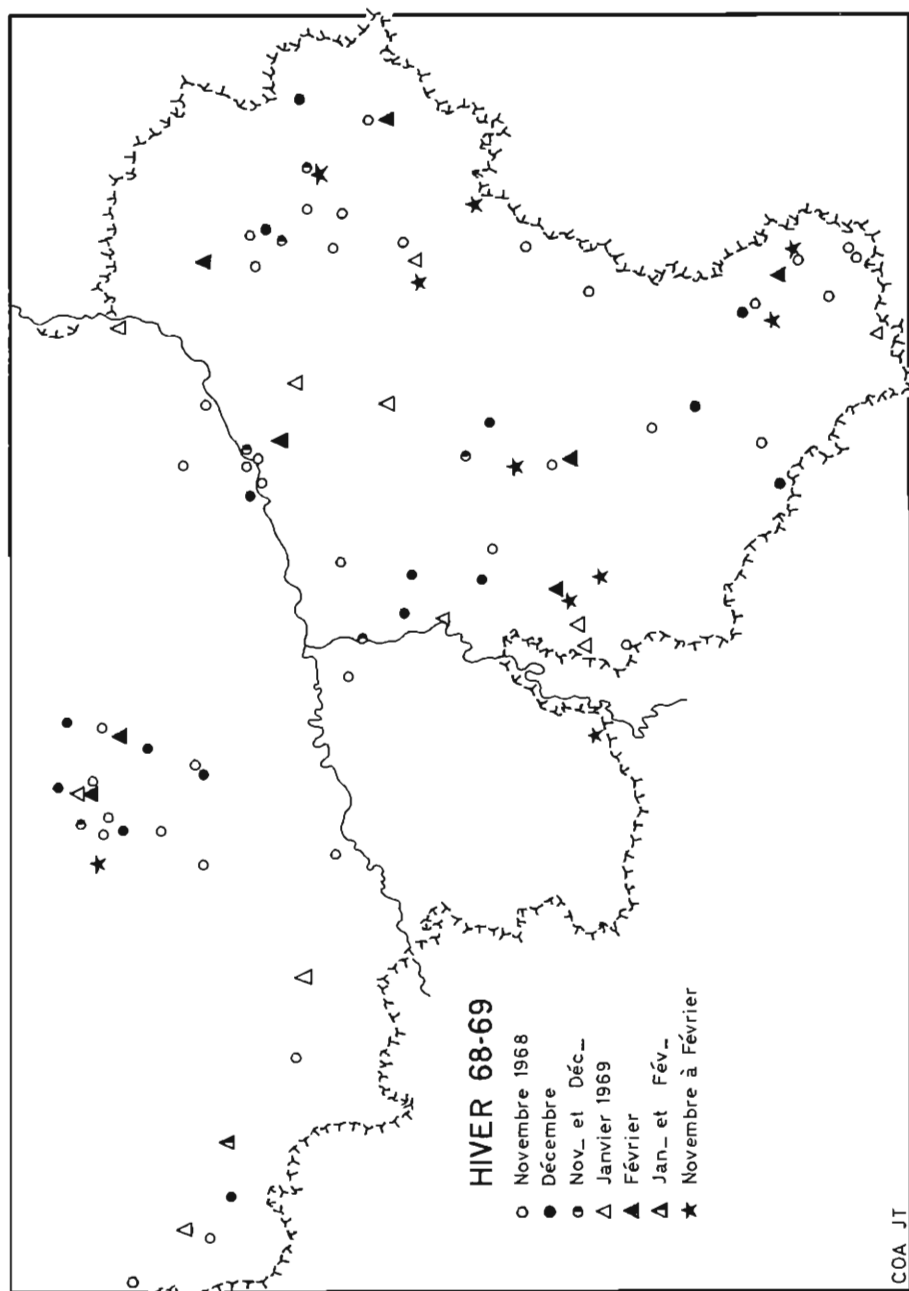 HIVER 68-69
Novembre 1968
Décembre
Nov_ et Déc_
Janvier 1969
Février
Jan_ et Fév_
Novembre à Février
COA JT